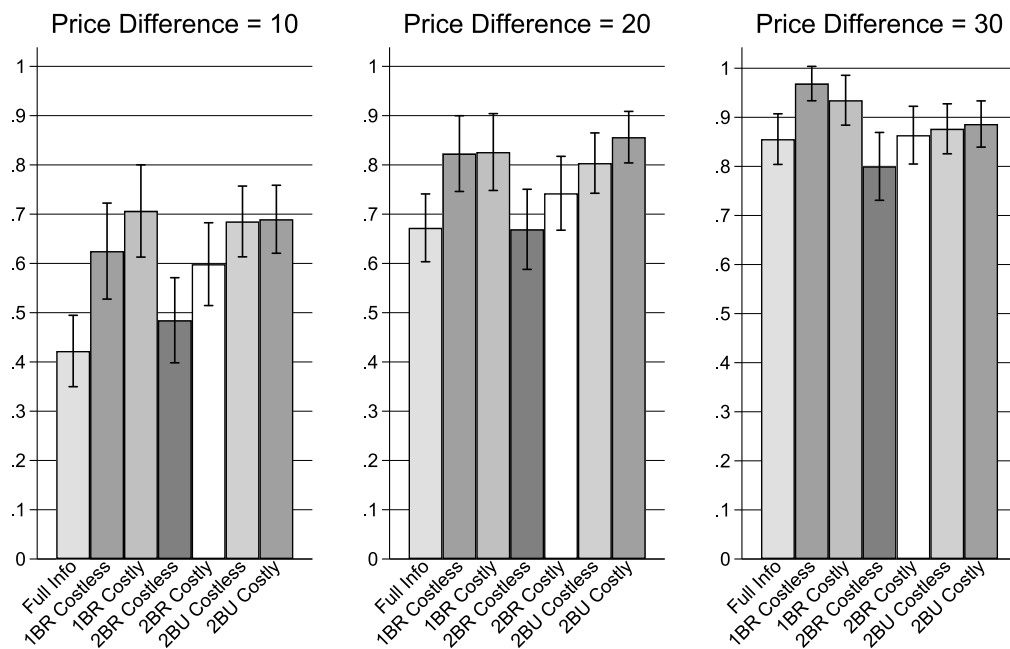 Price Difference = 10
1
.9
.8
.7
.6
.5
.4
.3
.2
.1
0
Full Info
1BR Costless
1BR Costly
2BR Costless
2BR Costly
2BU Costless
2BU Costly
Price Difference = 20
1
.9
.8
.7
.6
.5
.4
.3
.2
.1
0
Full Info
1BR Costless
1BR Costly
2BR Costless
2BR Costly
2BU Costless
2BU Costly
Price Difference = 30
1
.9
.8
.7
.6
.5
.4
.3
.2
.1
0
Full Info
1BR Costless
1BR Costly
2BR Costless
2BR Costly
2BU Costless
2BU Costly